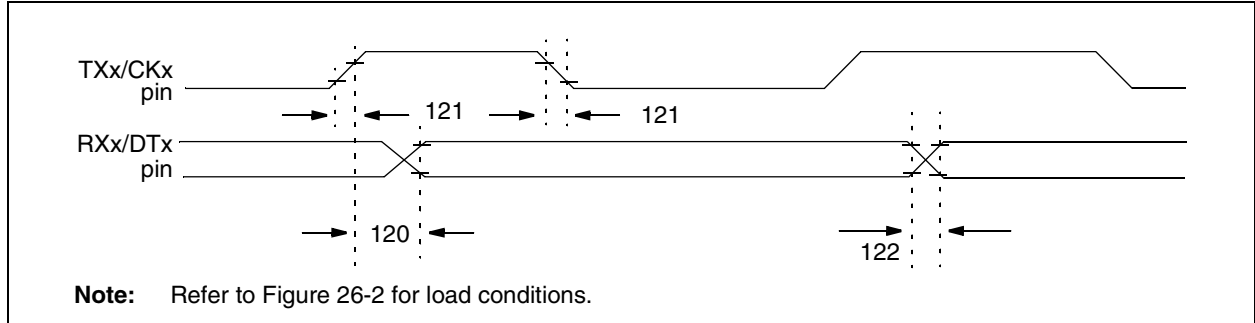 TXx/CKx
pin
121
121
RXx/DTx
pin
120
122
Note: Refer to Figure 26-2 for load conditions.